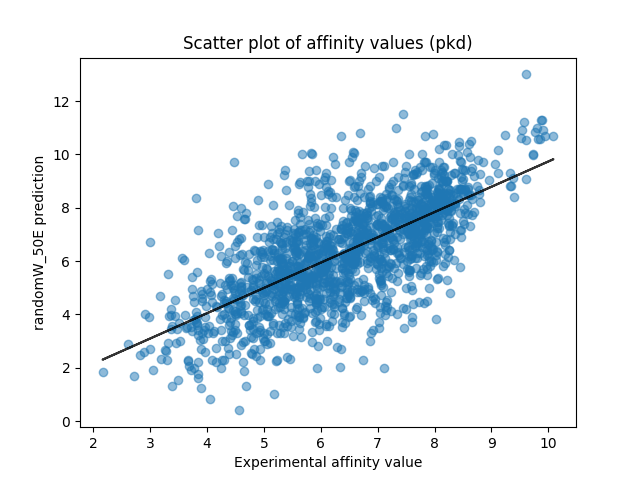 Scatter plot of affinity values (pkd)
randomW_50E prediction
12
10
8
6
4
2
0
2 3 4 5 6 7 8 9 10
Experimental affinity value